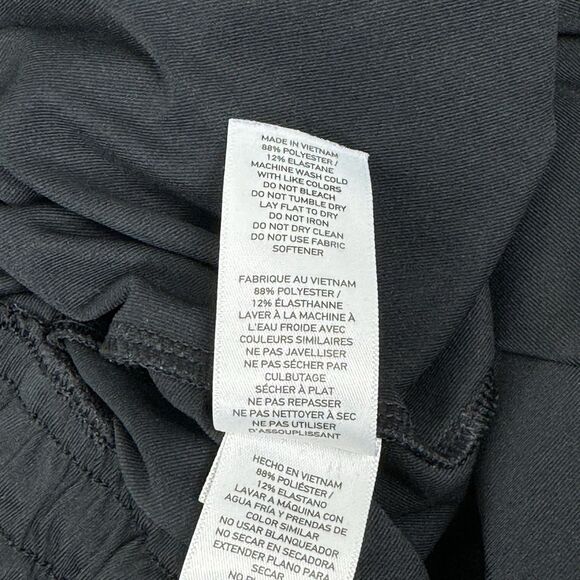 MADE IN VIETNAM
88% POLYESTER /
12% ELASTANE
MACHINE WASH COLD
WITH LIKE COLORS
DO NOT BLEACH
DO NOT TUMBLE DRY
LAY FLAT TO DRY
DO NOT IRON
DO NOT DRY CLEAN
DO NOT USE FABRIC
SOFTENER
FABRIQUE AU VIETNAM
88% POLYESTER /
12% ÉLASTHANNE
LAVER À LA MACHINE À
L'EAU FROIDE AVEC
COULEURS SIMILAIRES
NE PAS JAVELLISER
NE PAS SÉCHER PAR
CULBUTAGE
SÉCHER À PLAT
NE PAS REPASSER
NE PAS NETTOYER À SEC
NE PAS UTILISER
D'ASSOUPLISSANT
HECHO EN VIETNAM
88% POLIÉSTER /
12% ELASTANO
LAVAR A MÁQUINA CON
AGUA FRÍA Y PRENDAS DE
COLOR SIMILAR
NO USAR BLANQUEADOR
NO SECAR EN SECADORA
EXTENDER PLANO PARA
SECAR